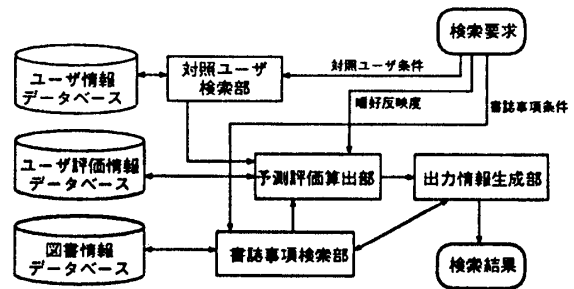 検索要求
ユーザ情報
データベース
対照ユーザ
検索部
対照ユーザ条件
嗜好反映度
書誌事項条件
ユーザ評価情報
データベース
予測評価算出部
出力情報生成部
図書情報
データベース
書誌事項検索部
検索結果